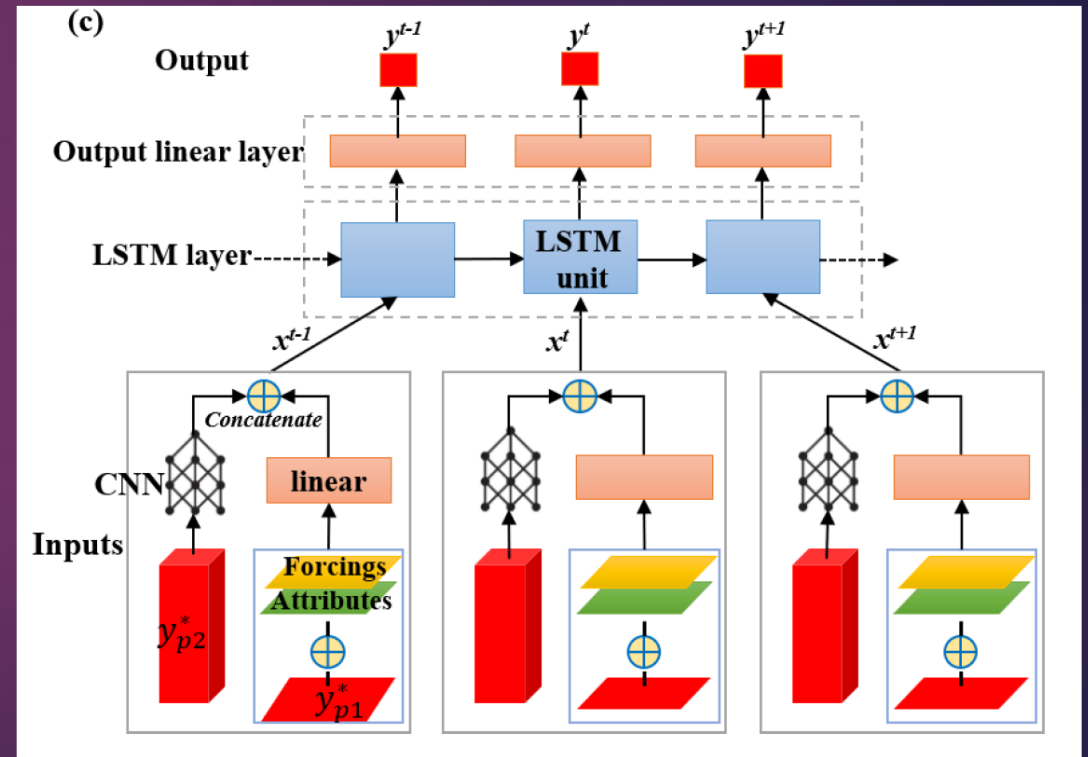 (c)
y^{t-1} y^t y^{t+1}
Output
Output linear layer
LSTM layer
LSTM
unit
x^{t-1} x^t x^{t+1}
Concatenate
CNN
linear
Inputs
Forcings
Attributes
y^*_{p2}
y^*_{p1}